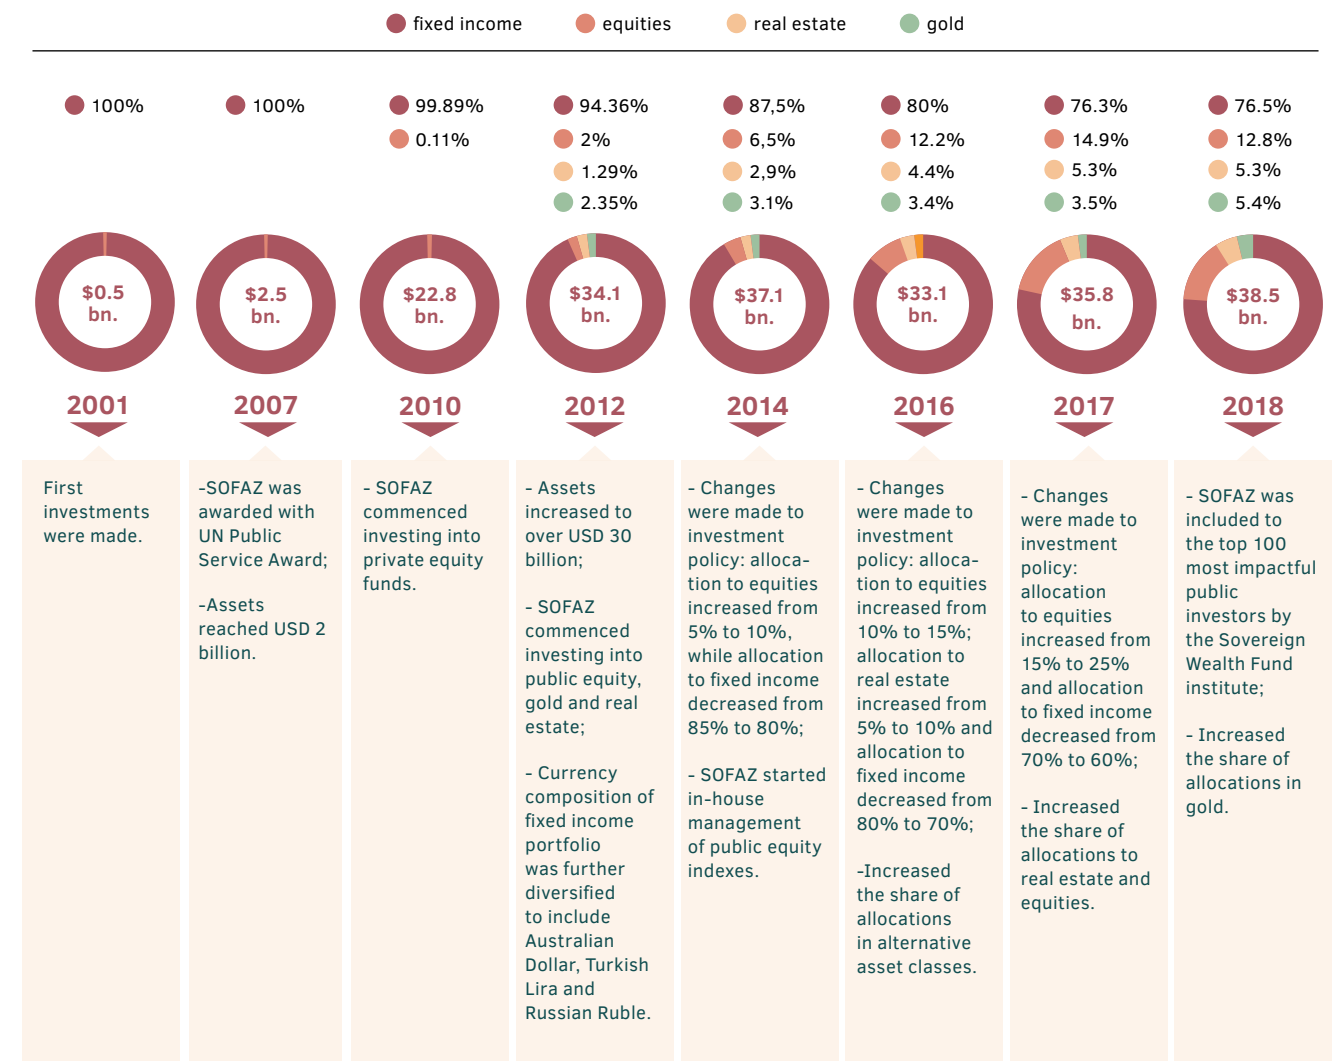 fixed income
equities
real estate
gold
100%
100%
99.89%
0.11%
94.36%
2%
1.29%
2.35%
87,5%
6,5%
2,9%
3.1%
80%
12.2%
4.4%
3.4%
76.3%
14.9%
5.3%
3.5%
76.5%
12.8%
5.3%
5.4%
$0.5
bn.
$2.5
bn.
$22.8
bn.
$34.1
bn.
$37.1
bn.
$33.1
bn.
$35.8
bn.
$38.5
bn.
2001
2007
2010
2012
2014
2016
2017
2018
First
investments
were made.
-SOFAZ was
awarded with
UN Public
Service Award;
-Assets
reached USD 2
billion.
- SOFAZ
commenced
investing into
private equity
funds.
- Assets
increased to
over USD 30
billion;
- SOFAZ
commenced
investing into
public equity,
gold and real
estate;
- Currency
composition of
fixed income
portfolio
was further
diversified
to include
Australian
Dollar, Turkish
Lira and
Russian Ruble.
- Changes
were made to
investment
policy: alloca-
tion to equities
increased from
5% to 10%,
while allocation
to fixed income
decreased from
85% to 80%;
- SOFAZ started
in-house
management
of public equity
indexes.
- Changes
were made to
investment
policy: alloca-
tion to equities
increased from
10% to 15%;
allocation to
real estate
increased from
5% to 10% and
allocation to
fixed income
decreased from
80% to 70%;
-Increased
the share of
allocations
in alternative
asset classes.
- Changes
were made to
investment
policy:
allocation
to equities
increased from
15% to 25%
and allocation
to fixed income
decreased from
70% to 60%;
- Increased
the share of
allocations to
real estate and
equities.
- SOFAZ was
included to
the top 100
most impactful
public
investors by
the Sovereign
Wealth Fund
institute;
- Increased
the share of
allocations in
gold.